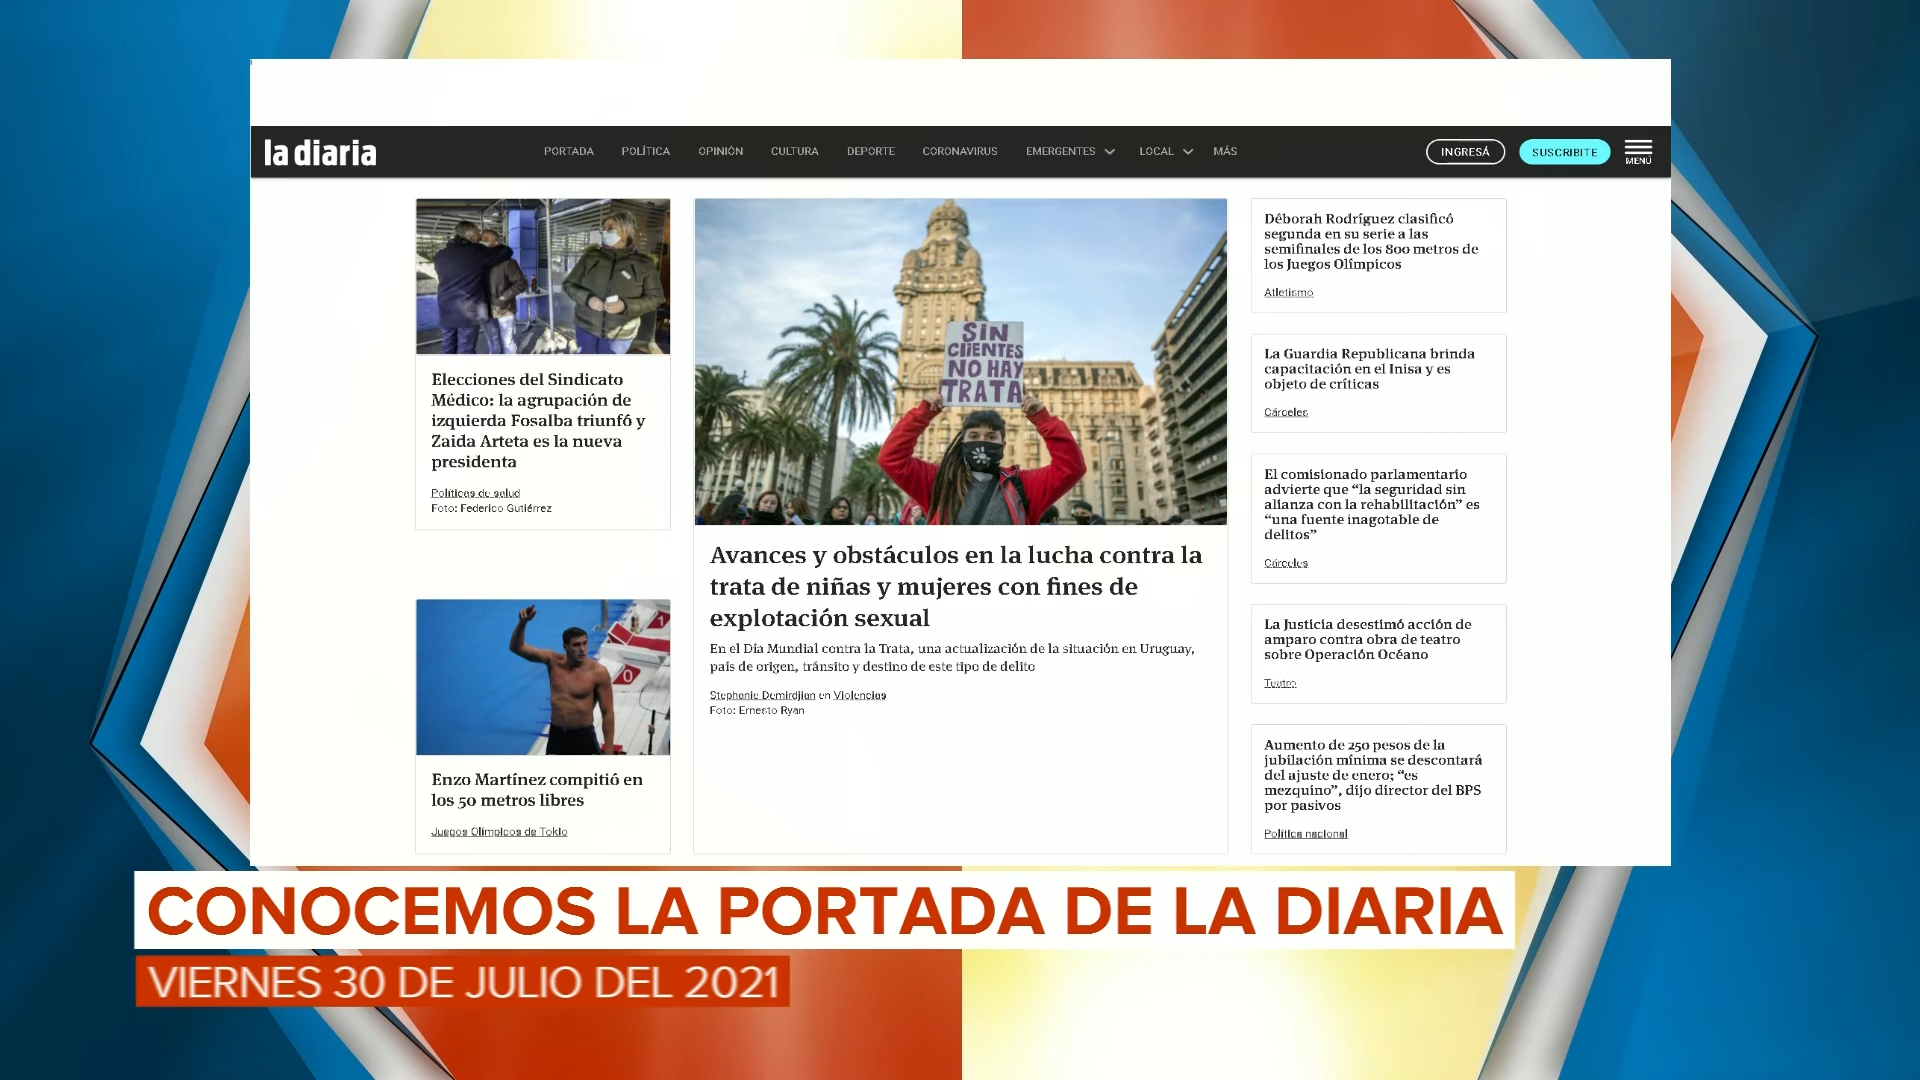 la diaria
PORTADA POLÍTICA OPINIÓN CULTURA DEPORTE CORONAVIRUS EMERGENTES LOCAL MÁS
INGRESÁ
SUSCRIBITE
MENÚ
Elecciones del Sindicato
Médico: la agrupación de
izquierda Fosalba triunfó y
Zaida Arteta es la nueva
presidenta
Políticas de salud
Foto: Federico Gutiérrez
Enzo Martínez compitió en
los 50 metros libres
Juegos Olímpicos de Tokio
SIN
CLIENTES
NO HAY
TRATA
Avances y obstáculos en la lucha contra la
trata de niñas y mujeres con fines de
explotación sexual
En el Día Mundial contra la Trata, una actualización de la situación en Uruguay,
país de origen, tránsito y destino de este tipo de delito
Stephanie Demirdjian en Violencias
Foto: Ernesto Ryan
Déborah Rodríguez clasificó
segunda en su serie a las
semifinales de los 800 metros de
los Juegos Olímpicos
Atletismo
La Guardia Republicana brinda
capacitación en el Inisa y es
objeto de críticas
Cárceles
El comisionado parlamentario
advierte que “la seguridad sin
alianza con la rehabilitación” es
“una fuente inagotable de
delitos”
Cárceles
La Justicia desestimó acción de
amparo contra obra de teatro
sobre Operación Océano
Teatro
Aumento de 250 pesos de la
jubilación mínima se descontará
del ajuste de enero; “es
mezquino”, dijo director del BPS
por pasivos
Política nacional
CONOCEMOS LA PORTADA DE LA DIARIA
VIERNES 30 DE JULIO DEL 2021